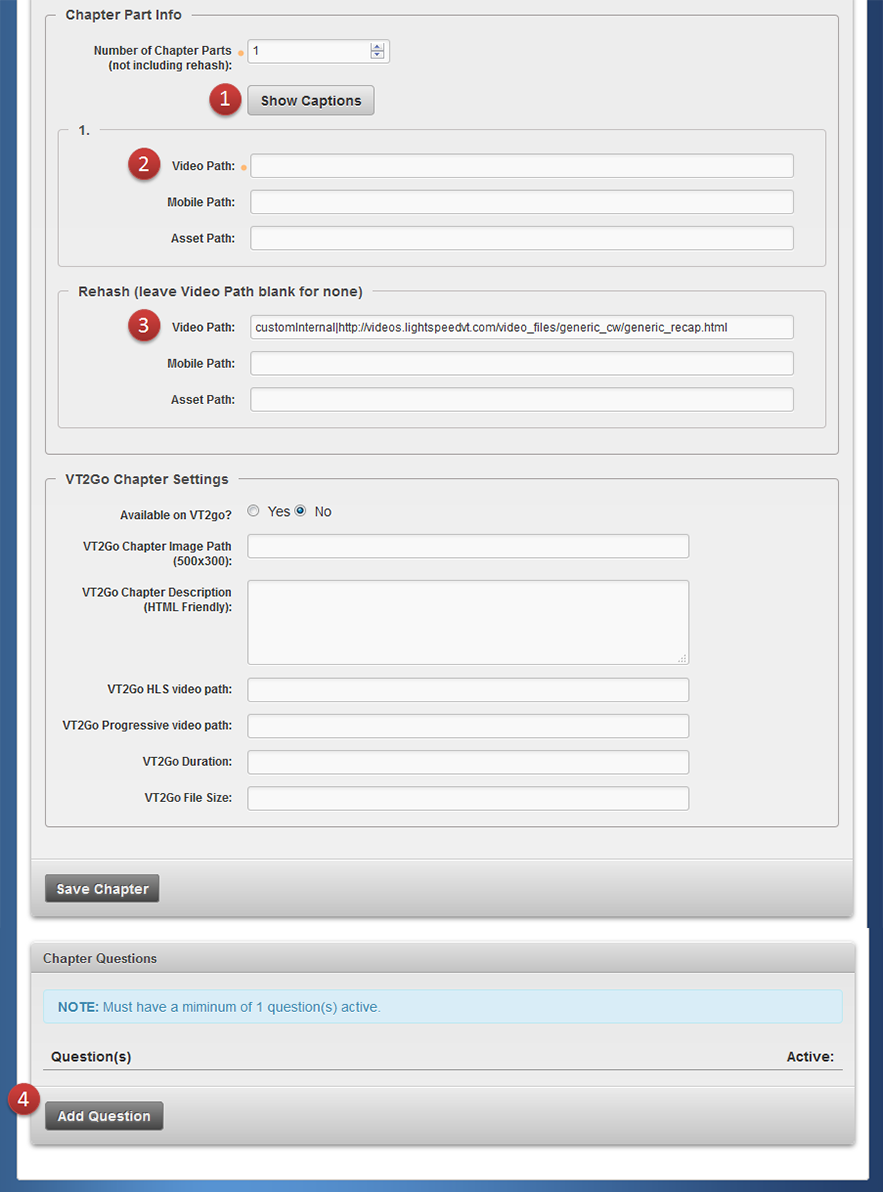 Chapter Part Info
Number of Chapter Parts
(not including rehash):
1
1
Show Captions
1.
2
Video Path:
Mobile Path:
Asset Path:
Rehash (leave Video Path blank for none)
3
Video Path:
customInternal|http://videos.lightspeedvt.com/video_files/generic_cw/generic_recap.html
Mobile Path:
Asset Path:
VT2Go Chapter Settings
Available on VT2go? Yes No
VT2Go Chapter Image Path
(500x300):
VT2Go Chapter Description
(HTML Friendly):
VT2Go HLS video path:
VT2Go Progressive video path:
VT2Go Duration:
VT2Go File Size:
Save Chapter
Chapter Questions
NOTE: Must have a miminum of 1 question(s) active.
Question(s) Active:
4
Add Question